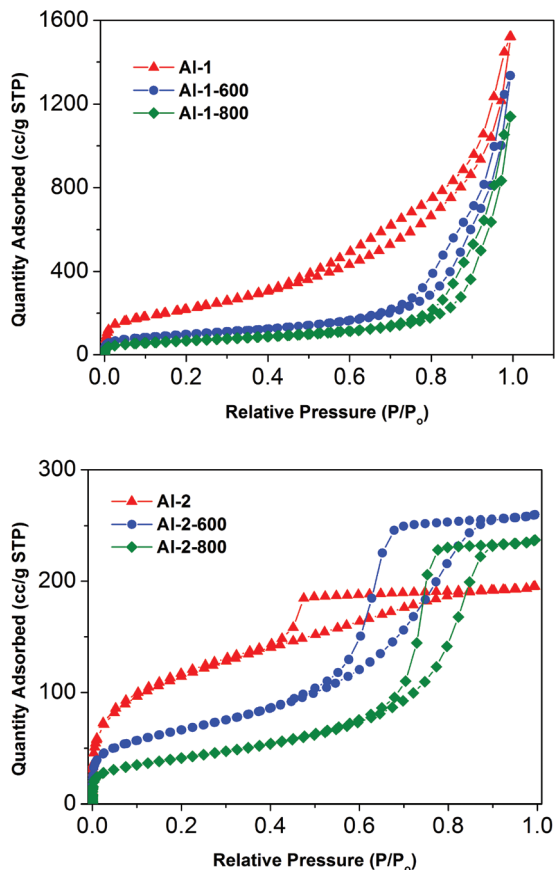 1600
1200
800
400
0
Quantity Adsorbed (cc/g STP)
Al-1
Al-1-600
Al-1-800
0.0 0.2 0.4 0.6 0.8 1.0
Relative Pressure (P/Po)
300
200
100
0
Quantity Adsorbed (cc/g STP)
Al-2
Al-2-600
Al-2-800
0.0 0.2 0.4 0.6 0.8 1.0
Relative Pressure (P/Po)